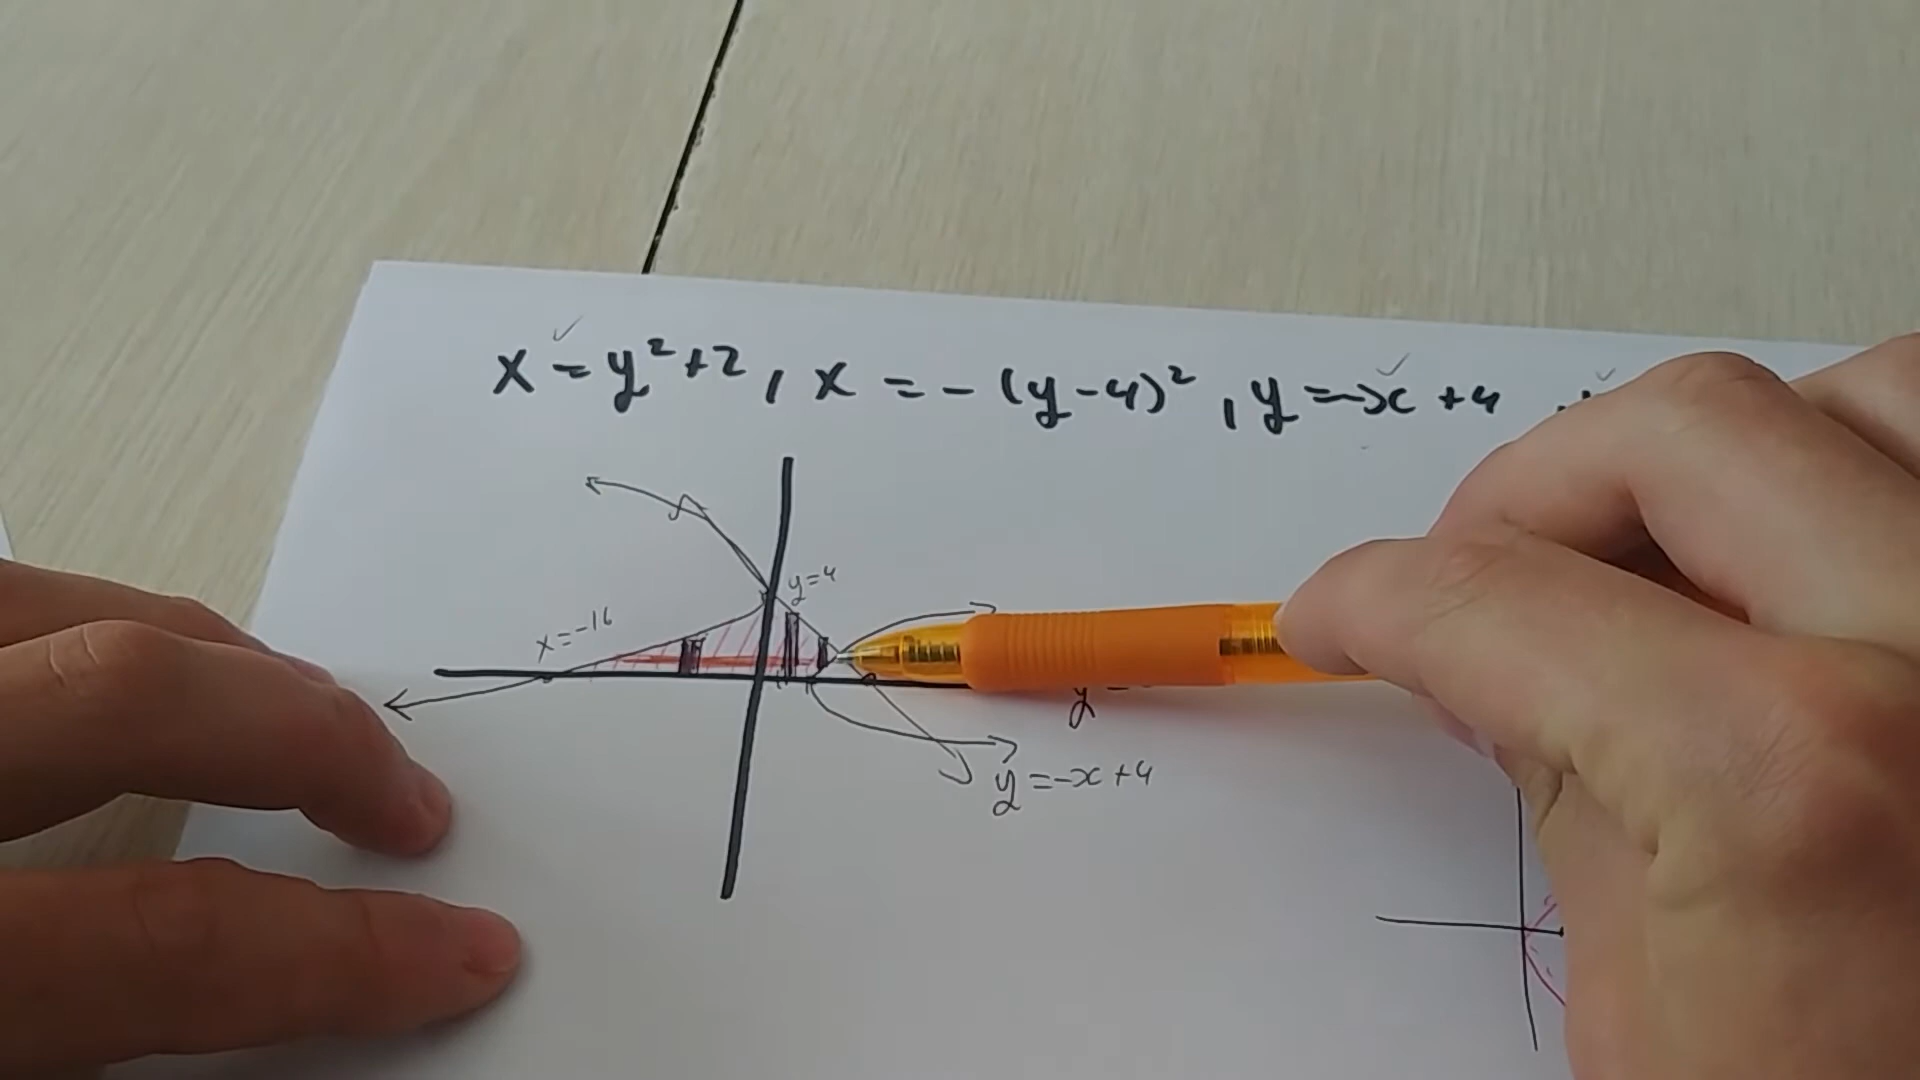 x = y² + 2, x = -(y-4)², y = -x + 4
y=4
x=-16
y
y = -x + 4